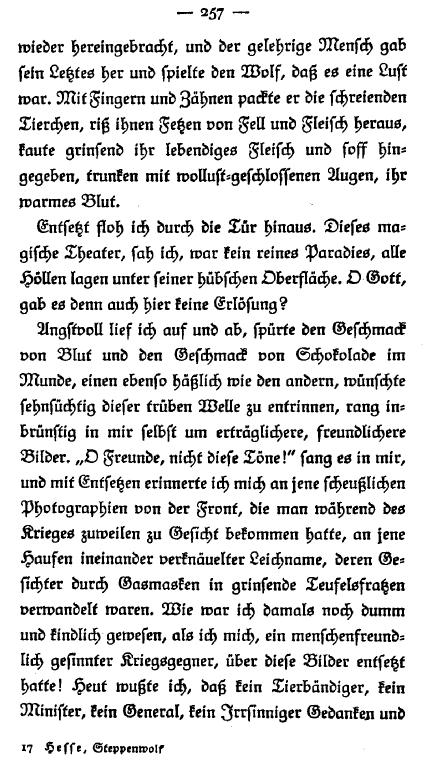 — 257 —
wieder hereingebracht, und der gelehrige Mensch gab
sein Letztes her und spielte den Wolf, daß es eine Lust
war. Mit Fingern und Zähnen packte er die schreienden
Tierchen, riß ihnen Fetzen von Fell und Fleisch heraus,
kaute grinsend ihr lebendiges Fleisch und soff hin-
gegeben, trunken mit wollust-geschlossenen Augen, ihr
warmes Blut.
Entsetzt floh ich durch die Tür hinaus. Dieses ma-
gische Theater, sah ich, war kein reines Paradies, alle
Höllen lagen unter seiner hübschen Oberfläche. O Gott,
gab es denn auch hier keine Erlösung?
Angstvoll lief ich auf und ab, spürte den Geschmack
von Blut und den Geschmack von Schokolade im
Munde, einen ebenso häßlich wie den andern, wünschte
sehnsüchtig dieser trüben Welle zu entrinnen, rang in-
brünstig in mir selbst um erträglichere, freundlichere
Bilder. „O Freunde, nicht diese Töne!“ sang es in mir,
und mit Entsetzen erinnerte ich mich an jene scheußlichen
Photographien von der Front, die man während des
Krieges zuweilen zu Gesicht bekommen hatte, an jene
Haufen ineinander verknäuelter Leichname, deren Ge-
sichter durch Gasmasken in grinsende Teufelsfratzen
verwandelt waren. Wie war ich damals noch dumm
und kindlich gewesen, als ich mich, ein menschenfreund-
lich gesinnter Kriegsgegner, über diese Bilder entsetzt
hatte! Heut wußte ich, daß kein Tierbändiger, kein
Minister, kein General, kein Irrsinniger Gedanken und
17 Hesse, Steppenwolf